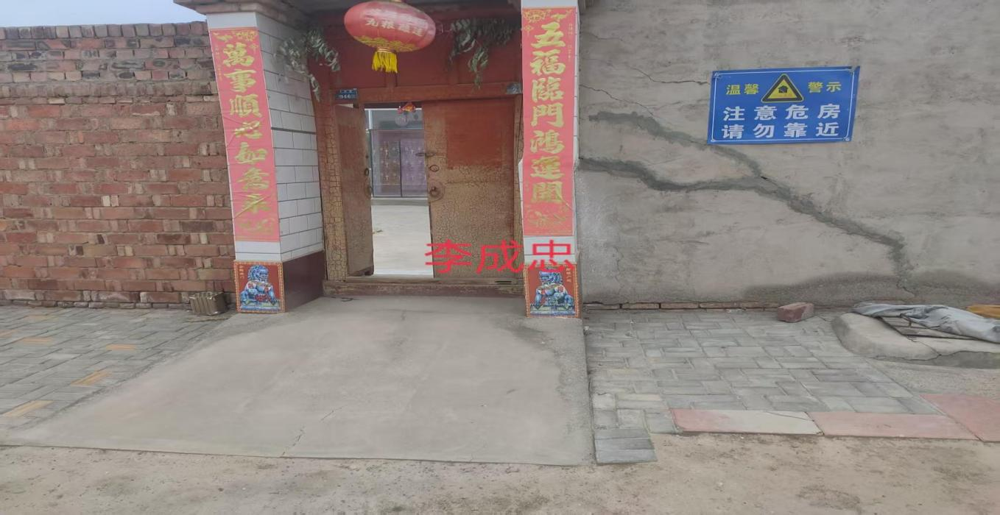 萬事順心如意来
五福臨門鴻運開
温馨 警示
注意危房
请勿靠近
李成忠